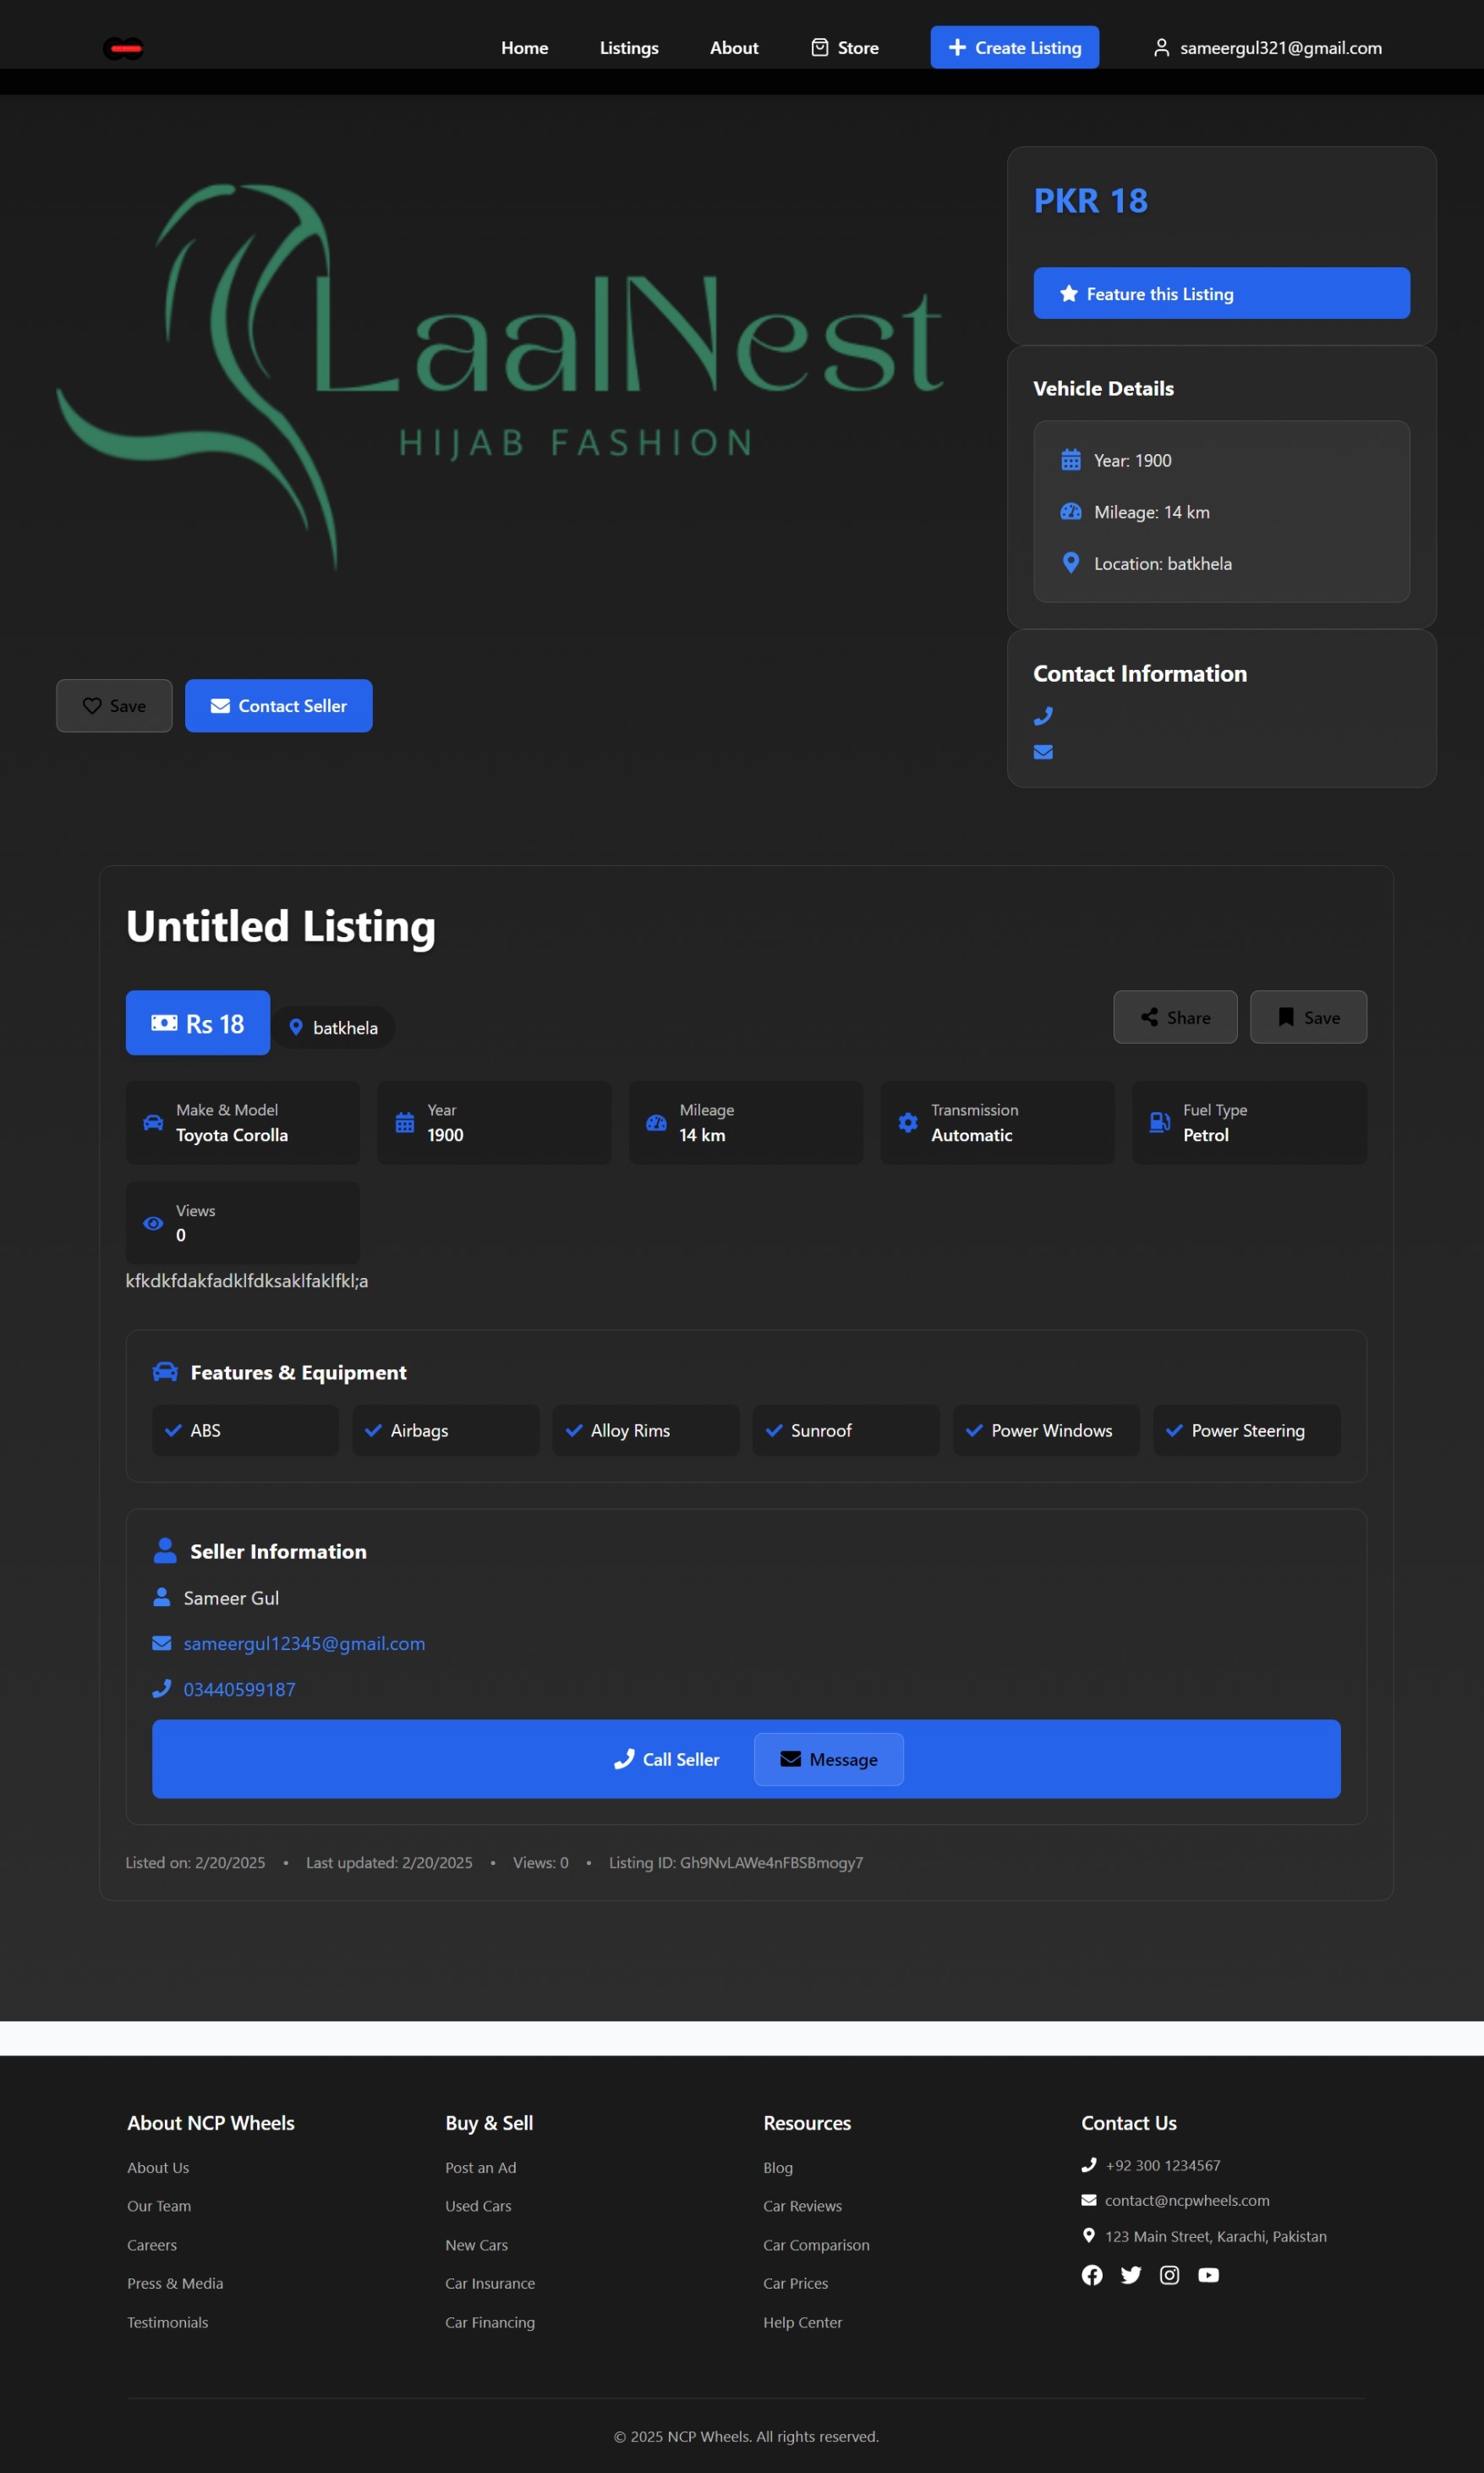 Home Listings About Store Create Listing sameergul321@gmail.com
LaalNest
HIJAB FASHION
Save Contact Seller
PKR 18
Feature this Listing
Vehicle Details
Year: 1900
Mileage: 14 km
Location: batkhela
Contact Information
Untitled Listing
Rs 18 batkhela Share Save
Make & Model
Toyota Corolla
Year
1900
Mileage
14 km
Transmission
Automatic
Fuel Type
Petrol
Views
0
kfkdkfdakfadklfdksaklfaklfkl;a
Features & Equipment
ABS Airbags Alloy Rims Sunroof Power Windows Power Steering
Seller Information
Sameer Gul
sameergul12345@gmail.com
03440599187
Call Seller Message
Listed on: 2/20/2025 • Last updated: 2/20/2025 • Views: 0 • Listing ID: Gh9NvLAWe4nFBSBmogy7
About NCP Wheels
About Us
Our Team
Careers
Press & Media
Testimonials
Buy & Sell
Post an Ad
Used Cars
New Cars
Car Insurance
Car Financing
Resources
Blog
Car Reviews
Car Comparison
Car Prices
Help Center
Contact Us
+92 300 1234567
contact@ncpwheels.com
123 Main Street, Karachi, Pakistan
© 2025 NCP Wheels. All rights reserved.